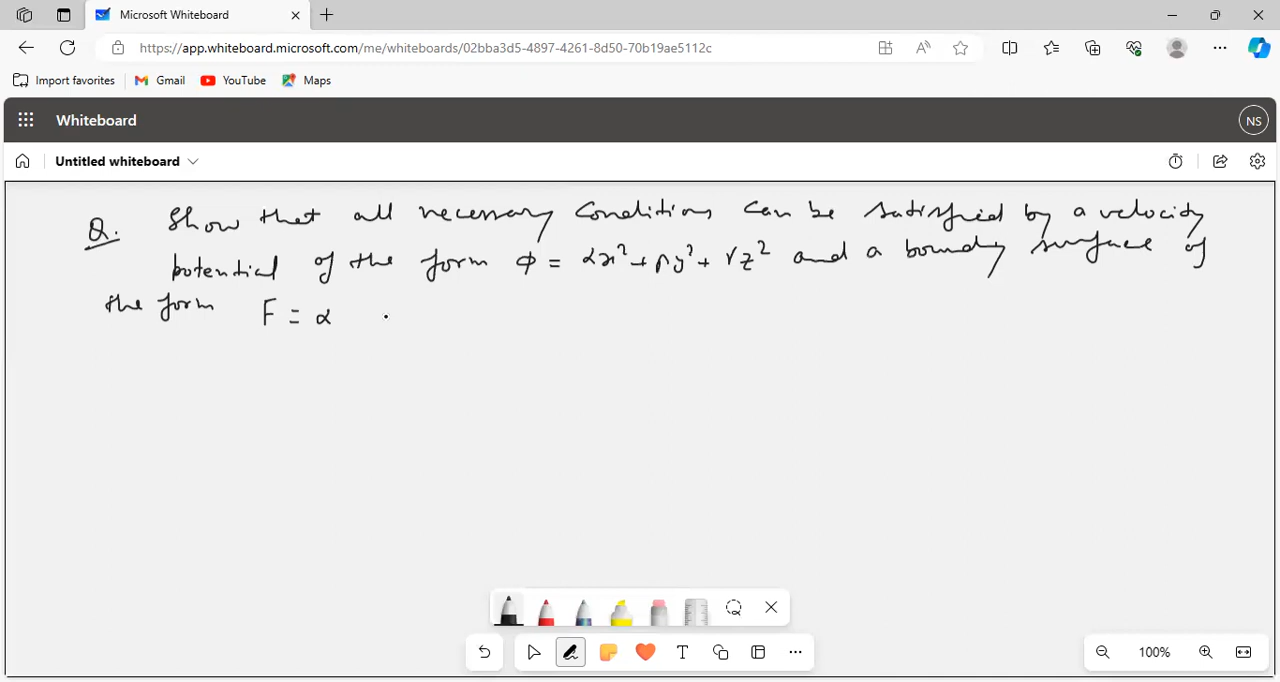 Microsoft Whiteboard
https://app.whiteboard.microsoft.com/me/whiteboards/02bba3d5-4897-4261-8d50-70b19ae5112c
Import favorites Gmail YouTube Maps
Whiteboard NS
Untitled whiteboard
Q. Show that all necessary conditions can be satisfied by a velocity
potential of the form φ = αx² + βy² + γz² and a bounday surface of
the form F = α
100%